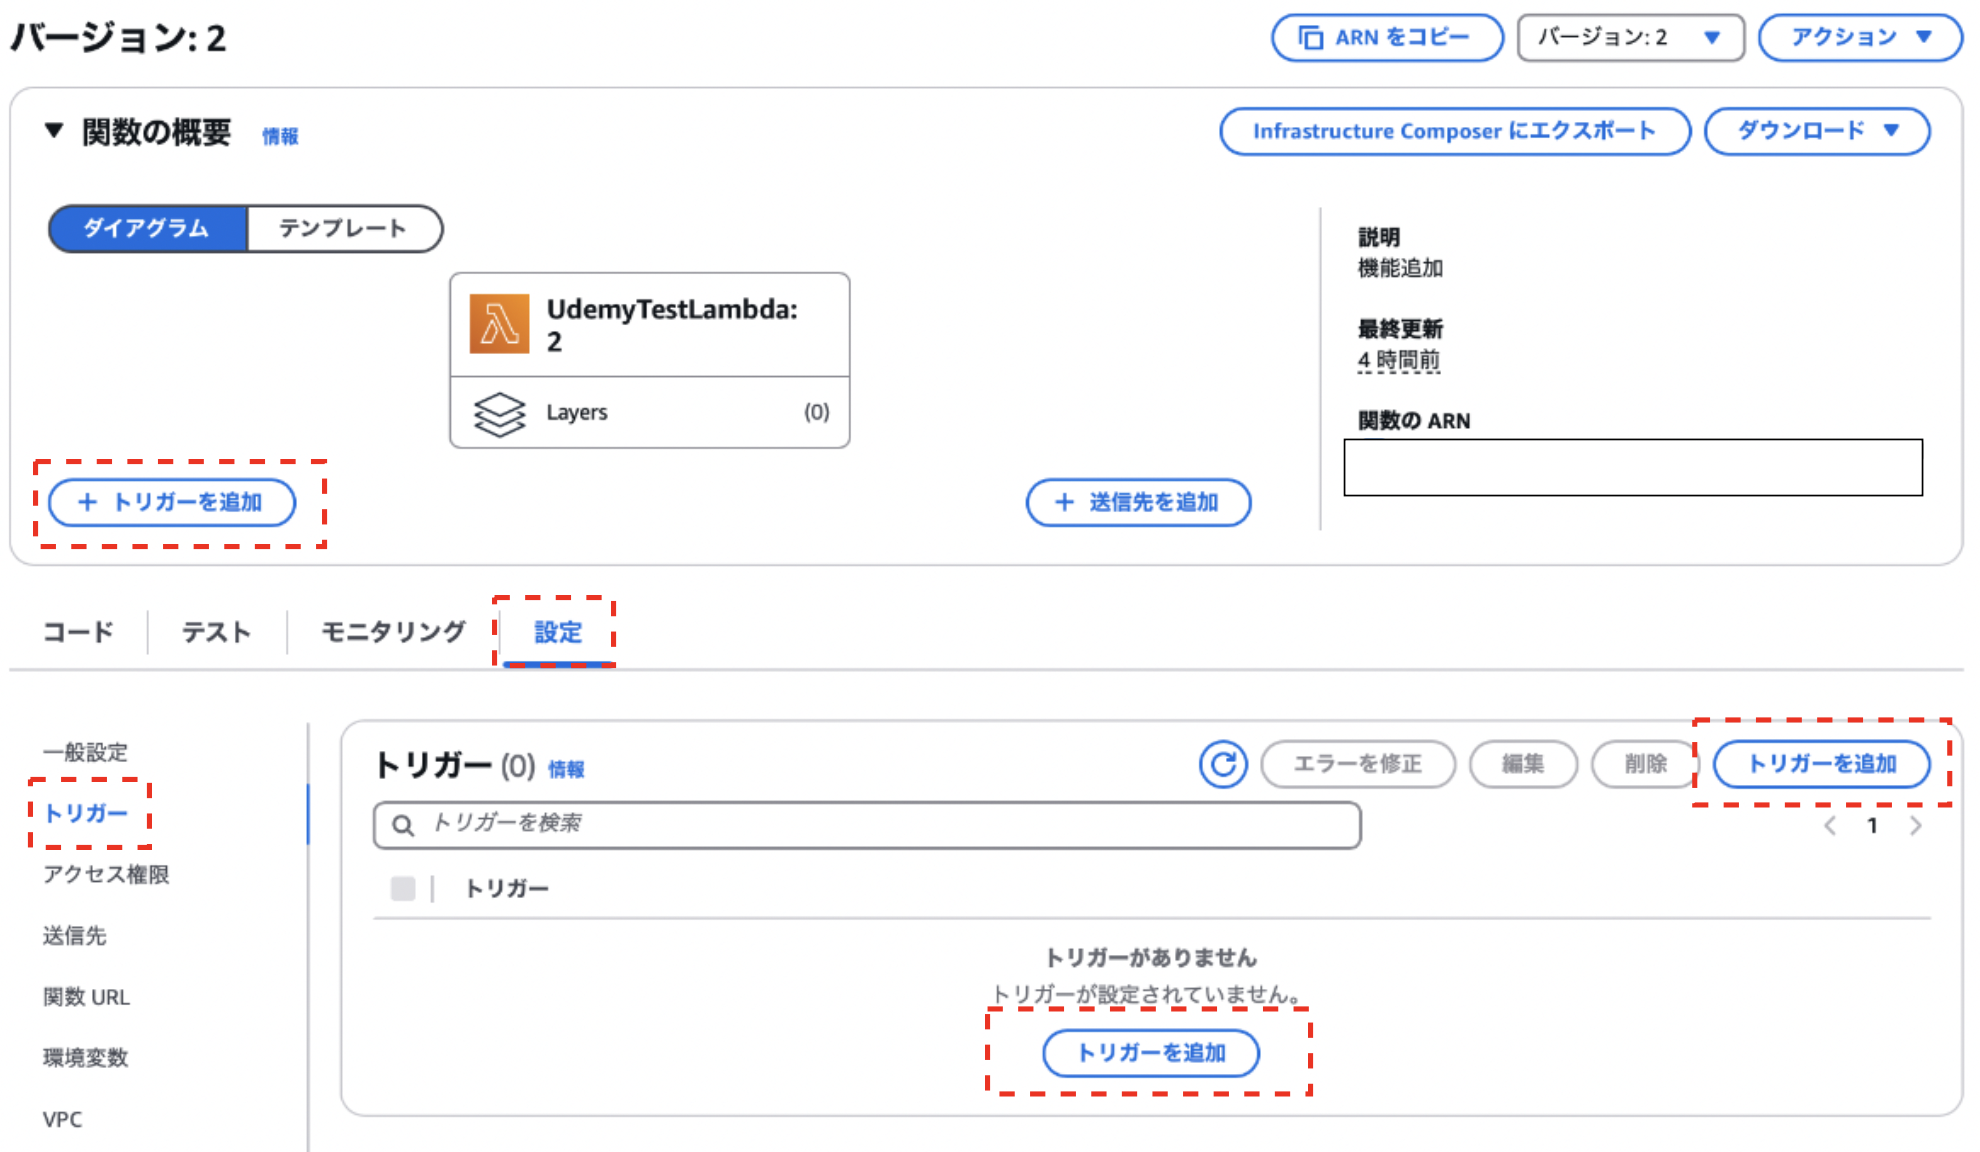 バージョン: 2
ARN をコピー
バージョン: 2
アクション
関数の概要 情報
Infrastructure Composer にエクスポート
ダウンロード
ダイアグラム
テンプレート
UdemyTestLambda:
2
Layers (0)
+ トリガーを追加
+ 送信先を追加
説明
機能追加
最終更新
4 時間前
関数の ARN
コード
テスト
モニタリング
設定
一般設定
トリガー
アクセス権限
送信先
関数 URL
環境変数
VPC
トリガー (0) 情報
エラーを修正
編集
削除
トリガーを追加
トリガーを検索
1
トリガー
トリガーがありません
トリガーが設定されていません。
トリガーを追加